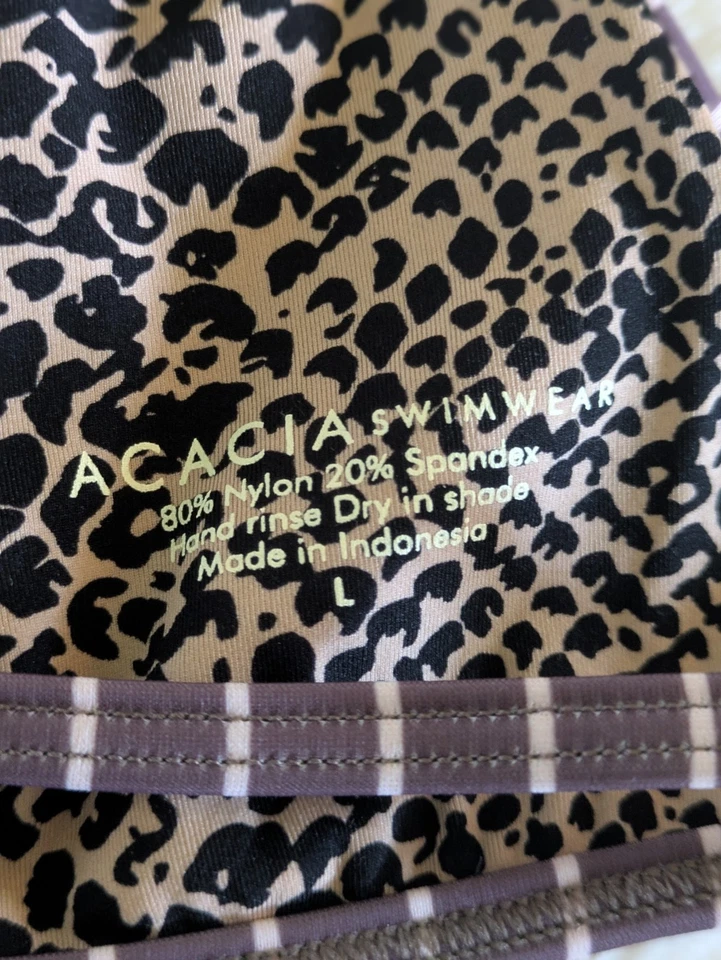 ACACIA SWIMWEAR
80% Nylon 20% Spandex
Hand rinse Dry in shade
Made in Indonesia
L